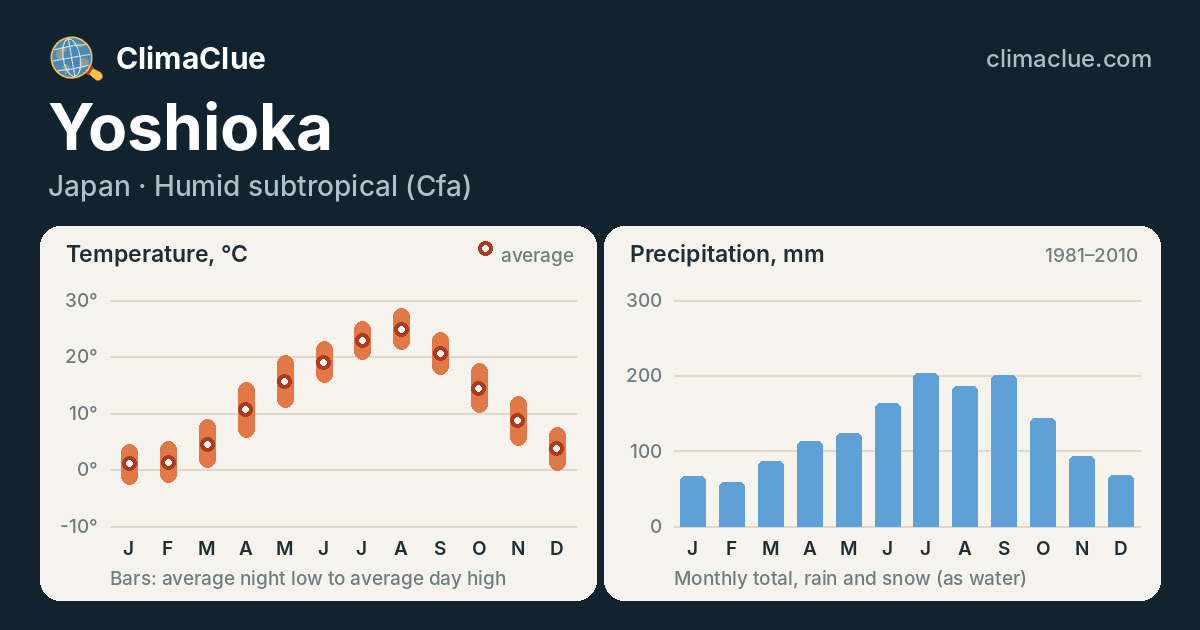 ClimaClue
climaclue.com
Yoshioka
Japan · Humid subtropical (Cfa)
Temperature, °C
average
30°
20°
10°
0°
-10°
J F M A M J J A S O N D
Bars: average night low to average day high
Precipitation, mm
1981–2010
300
200
100
0
J F M A M J J A S O N D
Monthly total, rain and snow (as water)